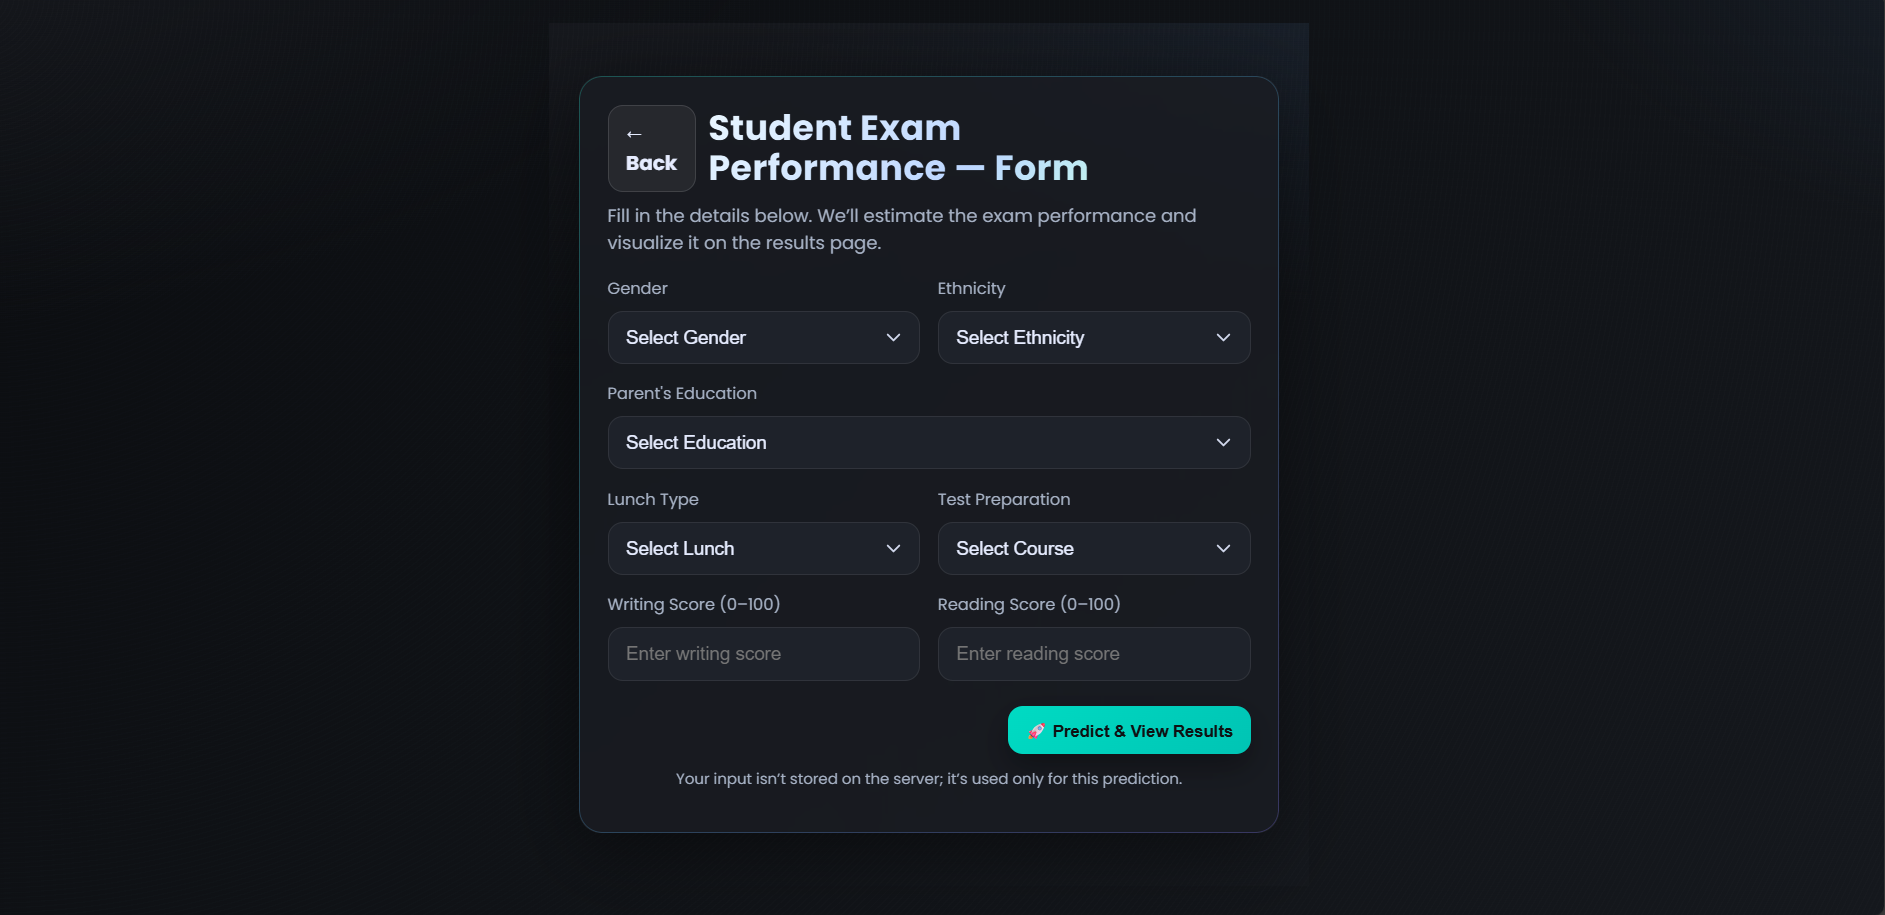 ←
Back
Student Exam
Performance — Form
Fill in the details below. We’ll estimate the exam performance and
visualize it on the results page.
Gender
Ethnicity
Select Gender
Select Ethnicity
Parent's Education
Select Education
Lunch Type
Test Preparation
Select Lunch
Select Course
Writing Score (0–100)
Reading Score (0–100)
Enter writing score
Enter reading score
🚀 Predict & View Results
Your input isn’t stored on the server; it’s used only for this prediction.